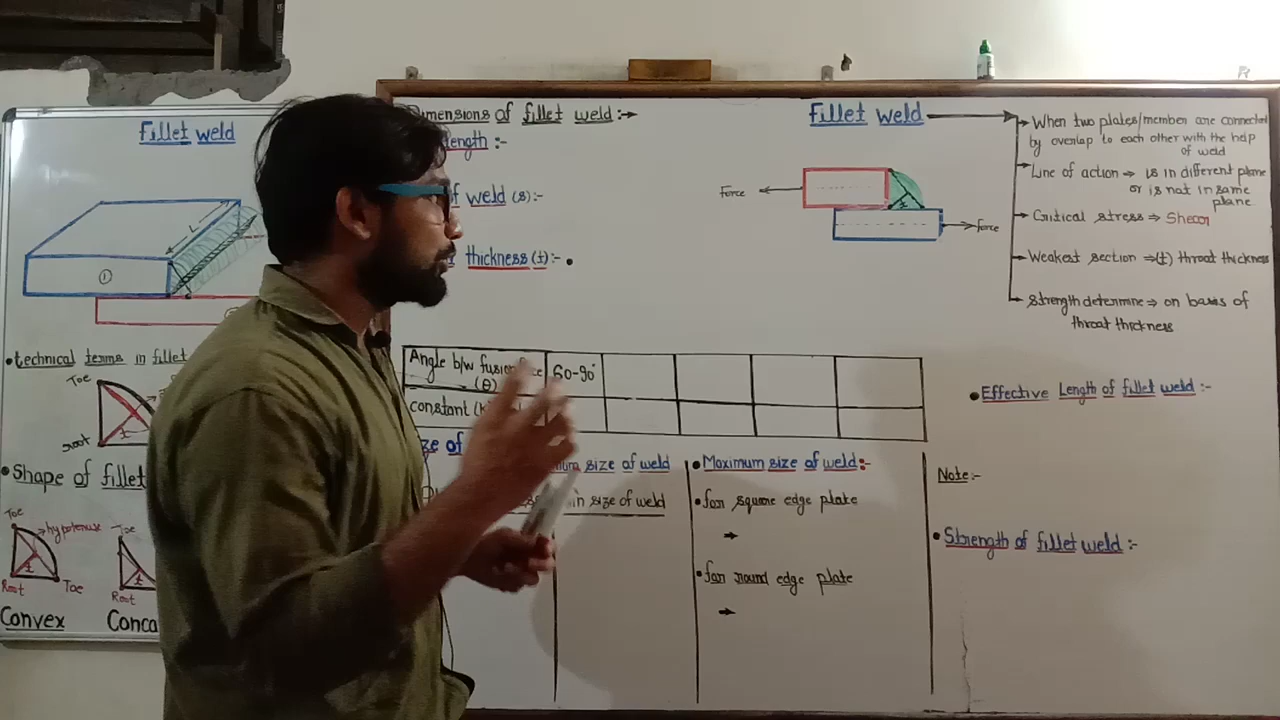 Fillet weld
L
①
•technical terms in fillet
Toe
Root
t
•Shape of fillet
Toe
hypotenuse
t
Root
Toe
Convex
Toe
t
Root
Dimensions of fillet weld:→
length :-
of weld (s):-
thickness (t):- •
Angle b/w
(θ)
60-90°
constant
size of weld
in size of weld
•Maximum size of weld:-
•for square edge plate
→
•for round edge plate
→
Fillet weld
Force
Force
When two plates/member are connected
by overlap to each other with the help
of weld
Line of action ⇒ is in different plane
or is not in same
plane
Critical stress ⇒ Shear
Weakest section ⇒(t) throat thickness
Strength determine ⇒ on basis of
throat thickness
•Effective Length of fillet weld:-
Note:-
•Strength of fillet weld:-